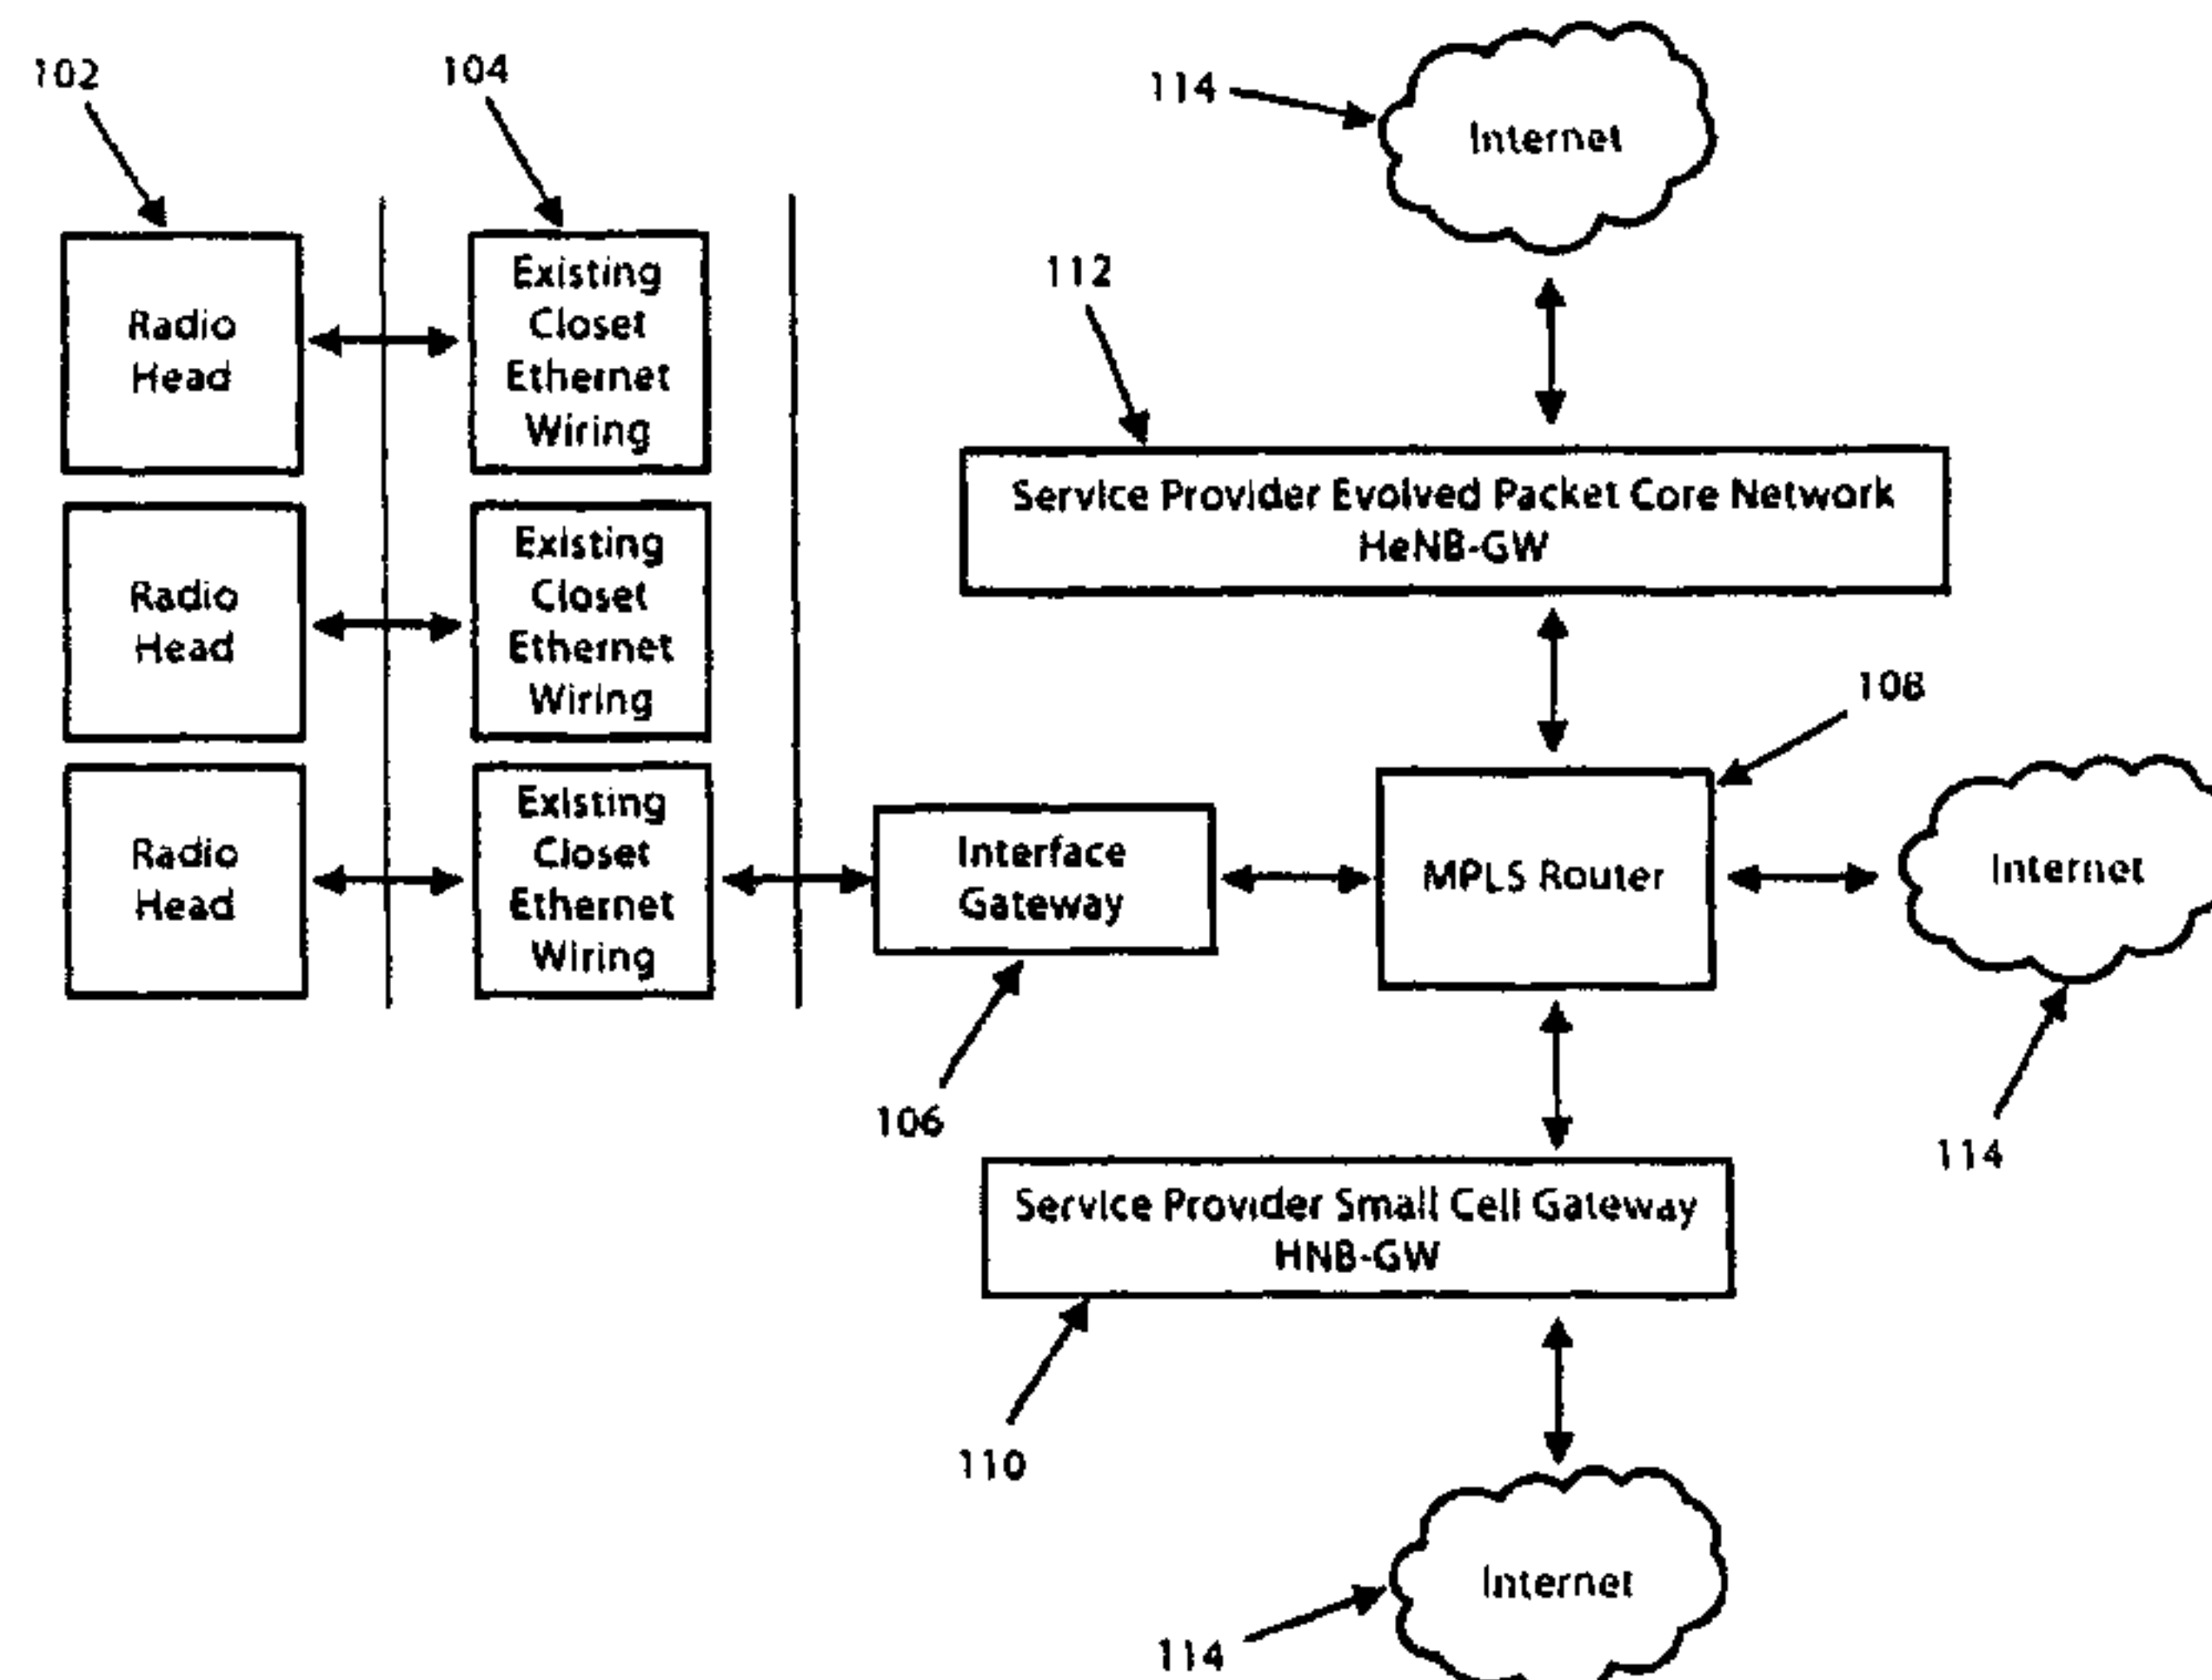 102
104
114
Internet
112
Radio
Head
Existing
Closet
Ethernet
Wiring
Service Provider Evolved Packet Core Network
HeNB-GW
Radio
Head
Existing
Closet
Ethernet
Wiring
108
Radio
Head
Existing
Closet
Ethernet
Wiring
Interface
Gateway
MPLS Router
Internet
106
114
Service Provider Small Cell Gateway
HNB-GW
110
Internet
114